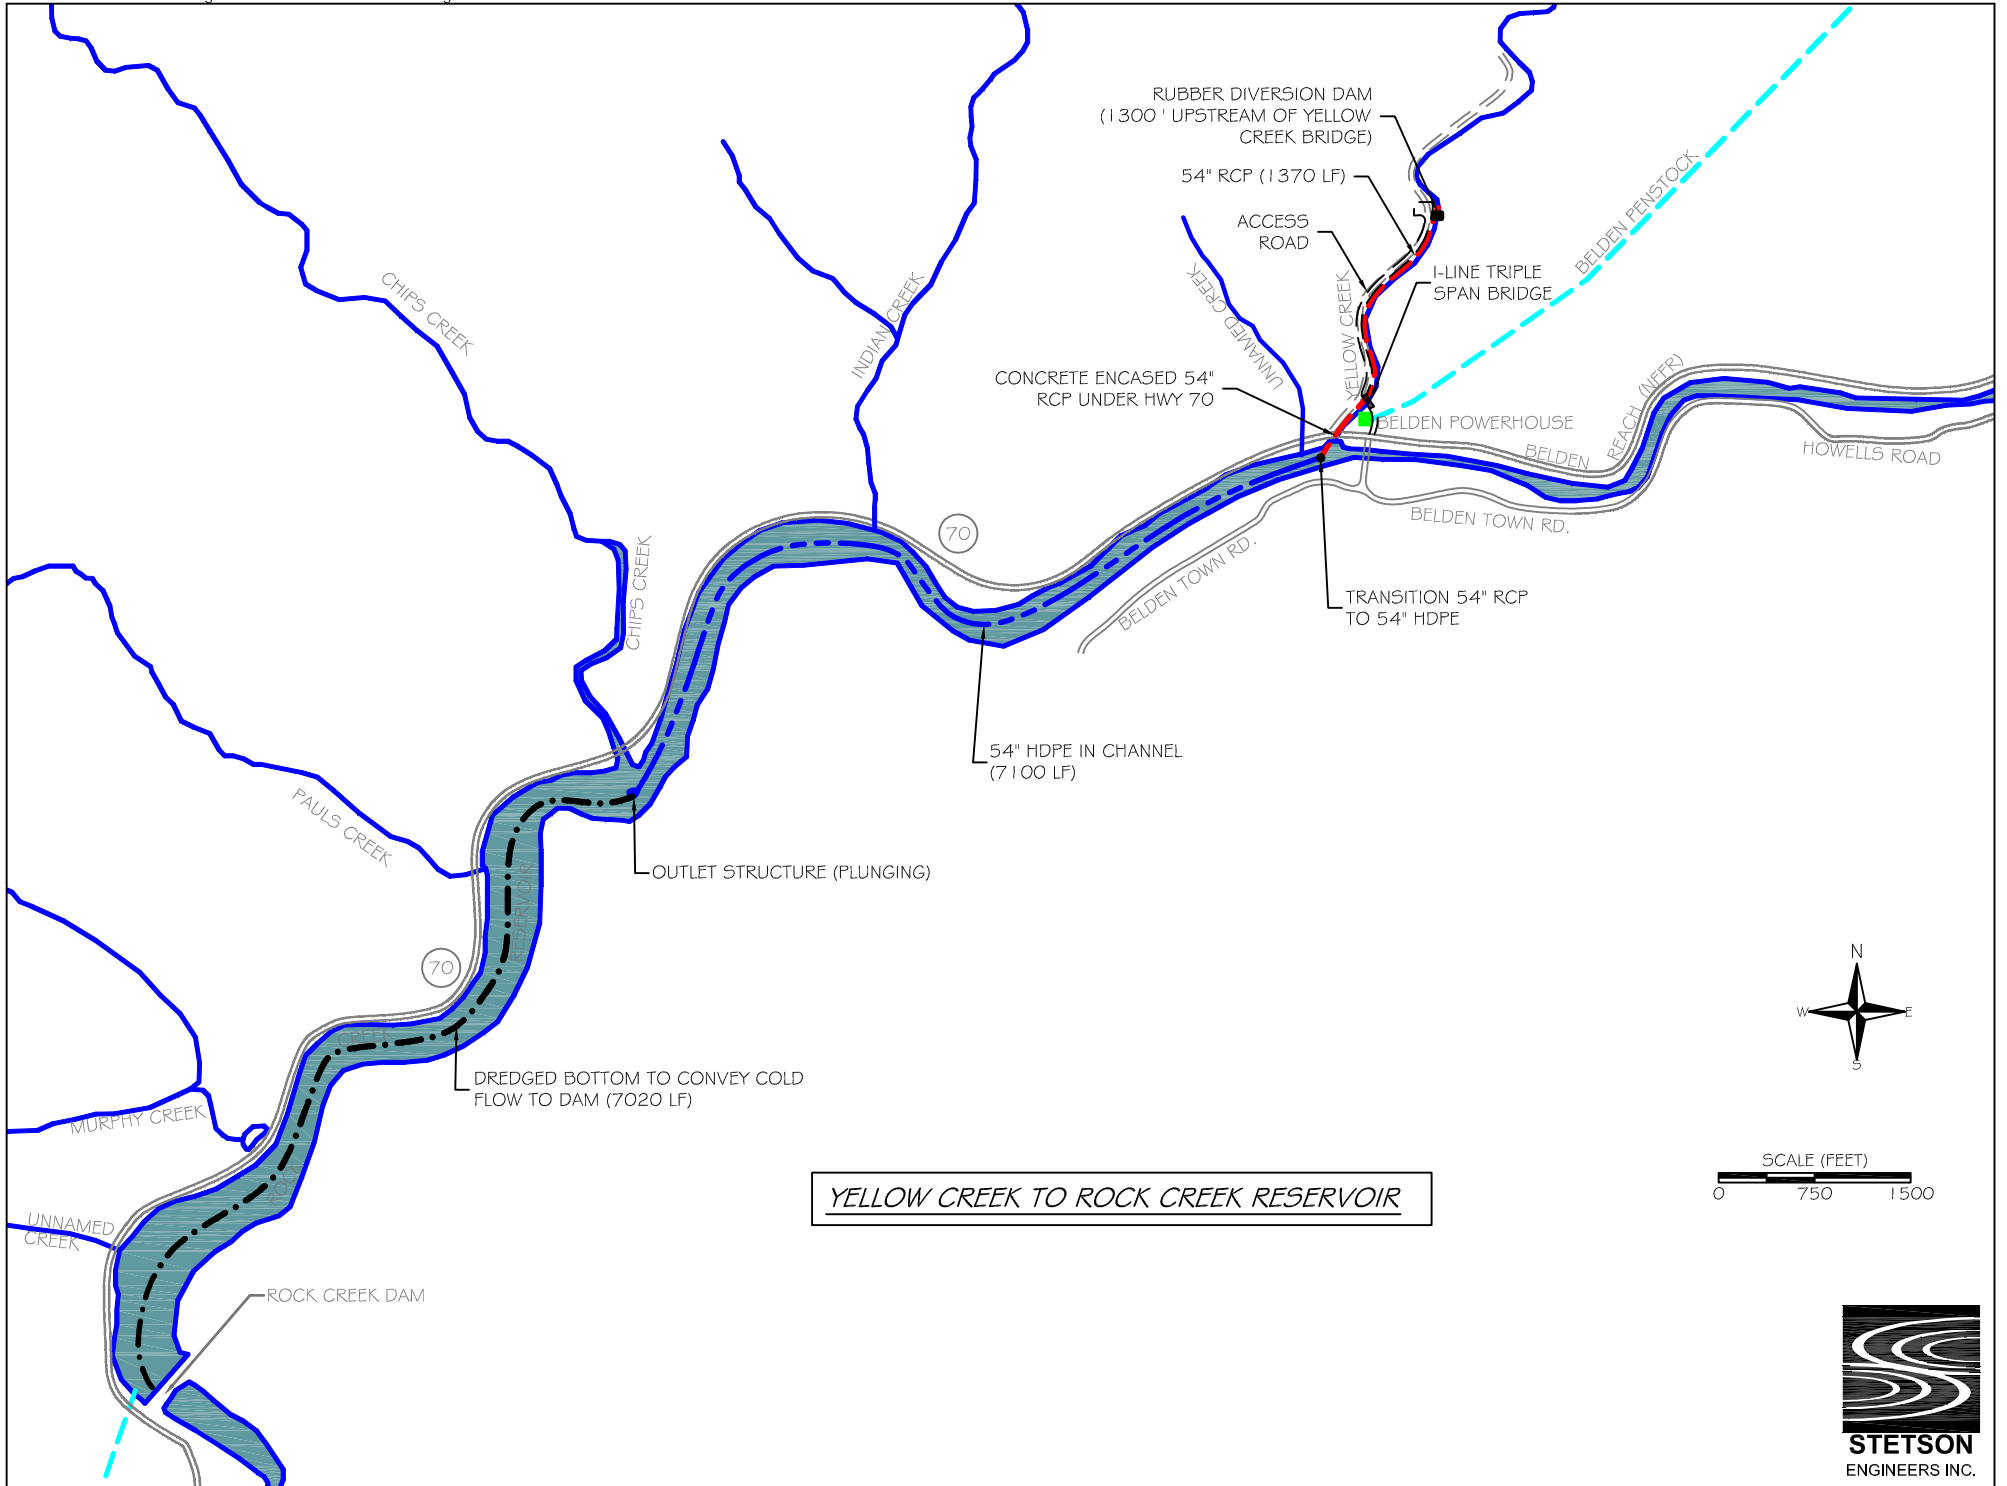 RUBBER DIVERSION DAM
(1300 ' UPSTREAM OF YELLOW
CREEK BRIDGE)
54" RCP (1370 LF)
ACCESS
ROAD
BELDEN PENSTOCK
I-LINE TRIPLE
SPAN BRIDGE
YELLOW CREEK
UNNAMED CREEK
INDIAN CREEK
CHIPS CREEK
CONCRETE ENCASED 54"
RCP UNDER HWY 70
BELDEN POWERHOUSE
BELDEN
REACH (NFFR)
HOWELLS ROAD
BELDEN TOWN RD.
70
BELDEN TOWN RD.
CHIPS CREEK
TRANSITION 54" RCP
TO 54" HDPE
54" HDPE IN CHANNEL
(7100 LF)
PAULS CREEK
OUTLET STRUCTURE (PLUNGING)
RESERVOIR
70
N
W
E
S
CREEK
DREDGED BOTTOM TO CONVEY COLD
FLOW TO DAM (7020 LF)
MURPHY CREEK
ROCK
SCALE (FEET)
0 750 1500
YELLOW CREEK TO ROCK CREEK RESERVOIR
UNNAMED
CREEK
ROCK CREEK DAM
STETSON
ENGINEERS INC.